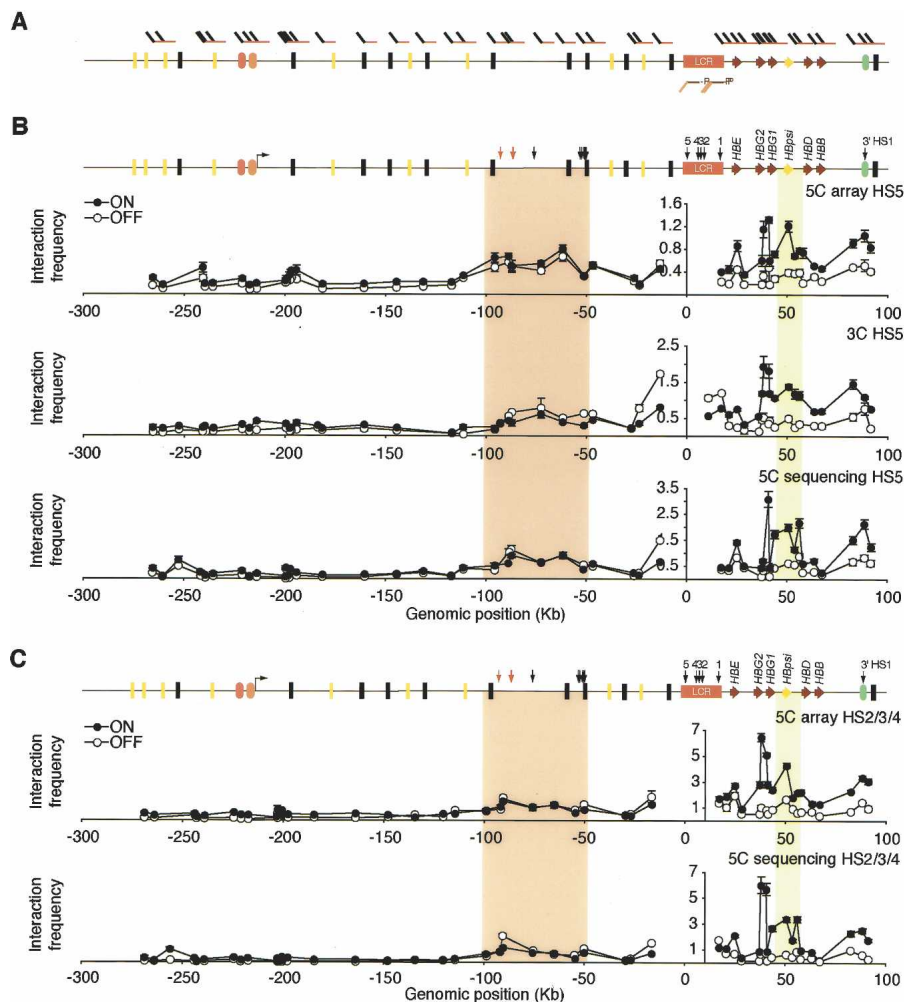 A
LCR
B
5 4 3 2 1 HBE HBG2 HBG1 HBpsi HBD HBB 3' HS1
LCR
5C array HS5
ON
OFF
Interaction frequency
1.6
1.2
0.8
0.4
-300 -250 -200 -150 -100 -50 0 50 100
3C HS5
Interaction frequency
2.5
1.5
0.5
-300 -250 -200 -150 -100 -50 0 50 100
5C sequencing HS5
Interaction frequency
3.5
2.5
1.5
0.5
-300 -250 -200 -150 -100 -50 0 50 100
Genomic position (Kb)
C
5 4 3 2 1 HBE HBG2 HBG1 HBpsi HBD HBB 3' HS1
LCR
5C array HS2/3/4
ON
OFF
Interaction frequency
7
5
3
1
-300 -250 -200 -150 -100 -50 0 50 100
5C sequencing HS2/3/4
Interaction frequency
7
5
3
1
-300 -250 -200 -150 -100 -50 0 50 100
Genomic position (Kb)